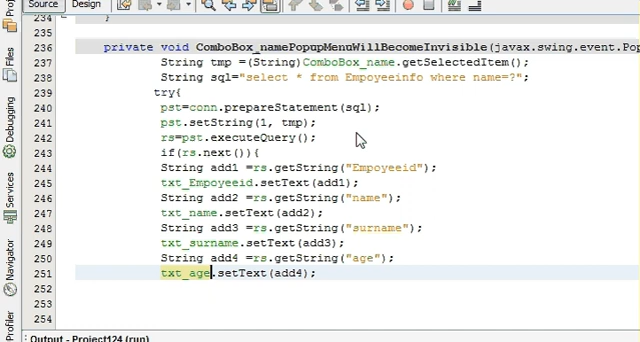 Source
Design
Proj
Files
Debugging
Services
Navigator
Profiler
234 }
235
236 private void ComboBox_namePopupMenuWillBecomeInvisible(javax.swing.event.Pop
237 String tmp =(String)ComboBox_name.getSelectedItem();
238 String sql="select * from Empoyeeinfo where name=?";
239 try{
240 pst=conn.prepareStatement(sql);
241 pst.setString(1, tmp);
242 rs=pst.executeQuery();
243 if(rs.next()){
244 String add1 =rs.getString("Empoyeeid");
245 txt_Empoyeeid.setText(add1);
246 String add2 =rs.getString("name");
247 txt_name.setText(add2);
248 String add3 =rs.getString("surname");
249 txt_surname.setText(add3);
250 String add4 =rs.getString("age");
251 txt_age.setText(add4);
252
253
254
Output - Project124 (run)